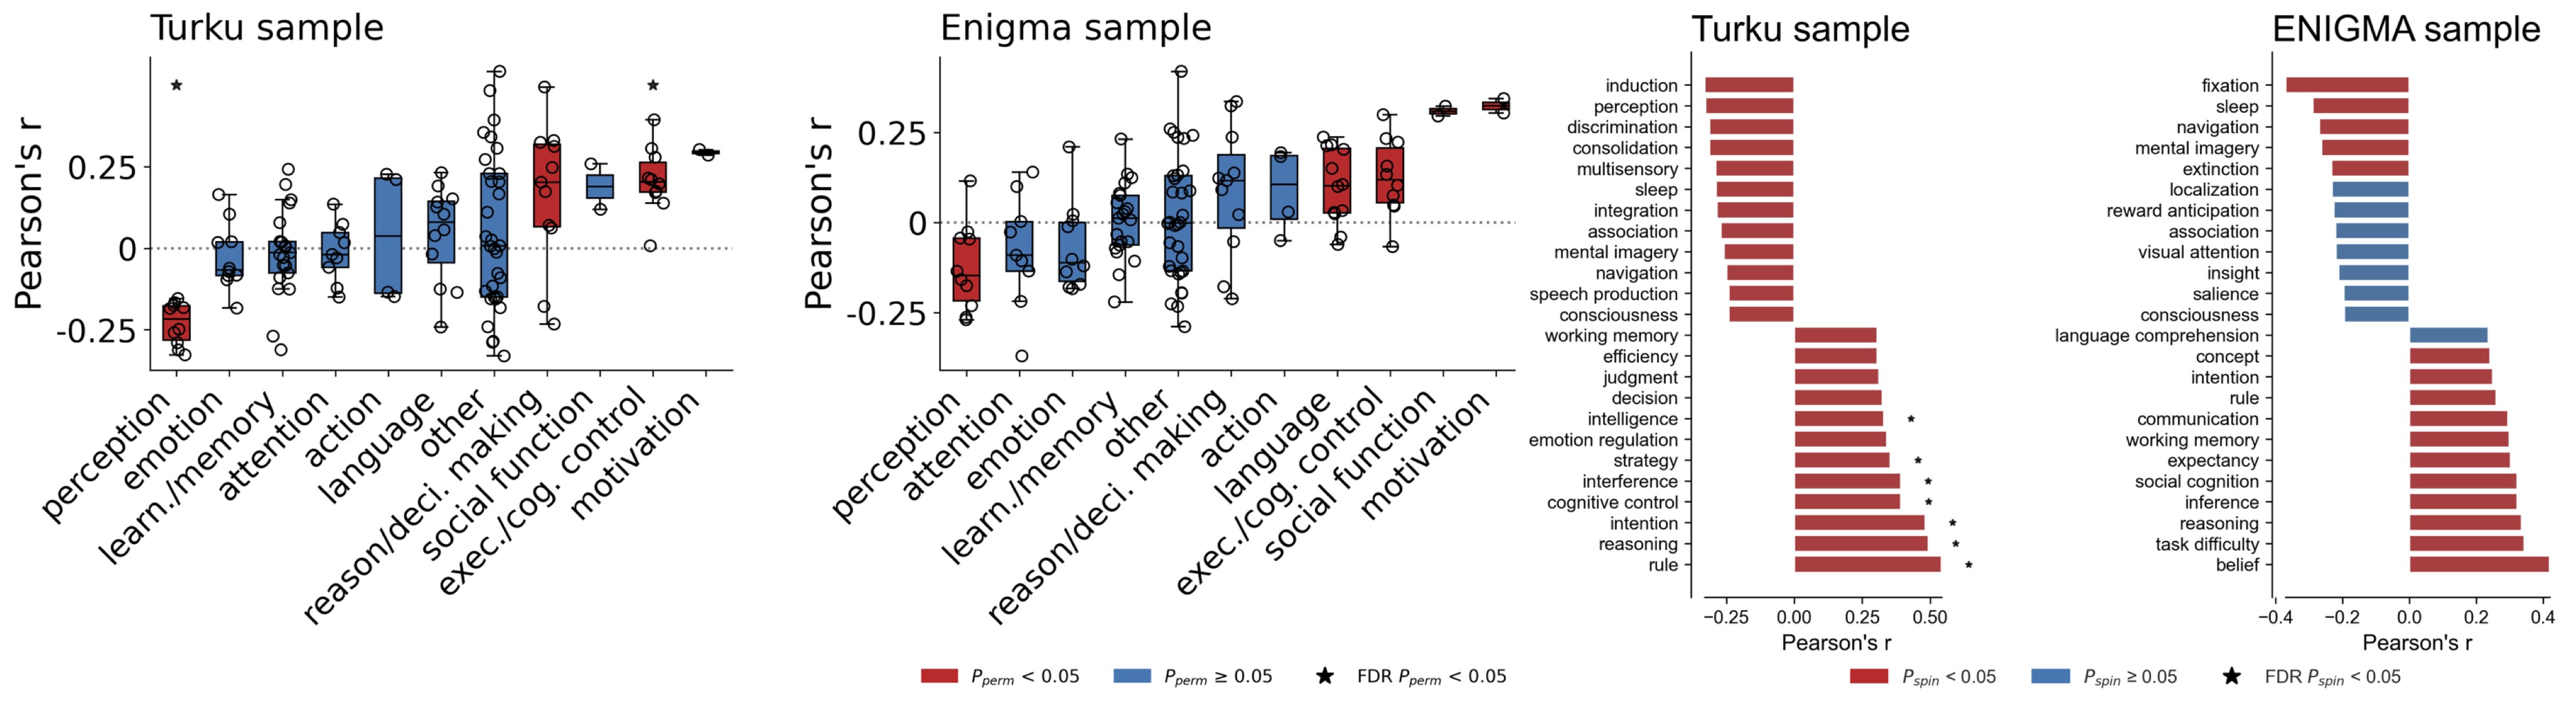 Turku sample
Pearson's r
0.25
0
-0.25
perception
emotion
learn./memory
attention
action
language
other
reason/deci. making
social function
exec./cog. control
motivation
Enigma sample
Pearson's r
0.25
0
-0.25
perception
attention
emotion
learn./memory
other
reason/deci. making
action
language
exec./cog. control
social function
motivation
P perm < 0.05
P perm ≥ 0.05
★ FDR P perm < 0.05
Turku sample
induction
perception
discrimination
consolidation
multisensory
sleep
integration
association
mental imagery
navigation
speech production
consciousness
working memory
efficiency
judgment
decision
intelligence
emotion regulation
strategy
interference
cognitive control
intention
reasoning
rule
−0.25 0.00 0.25 0.50
Pearson's r
ENIGMA sample
fixation
sleep
navigation
mental imagery
extinction
localization
reward anticipation
association
visual attention
insight
salience
consciousness
language comprehension
concept
intention
rule
communication
working memory
expectancy
social cognition
inference
reasoning
task difficulty
belief
−0.4 −0.2 0.0 0.2 0.4
Pearson's r
P spin < 0.05
P spin ≥ 0.05
★ FDR P spin < 0.05